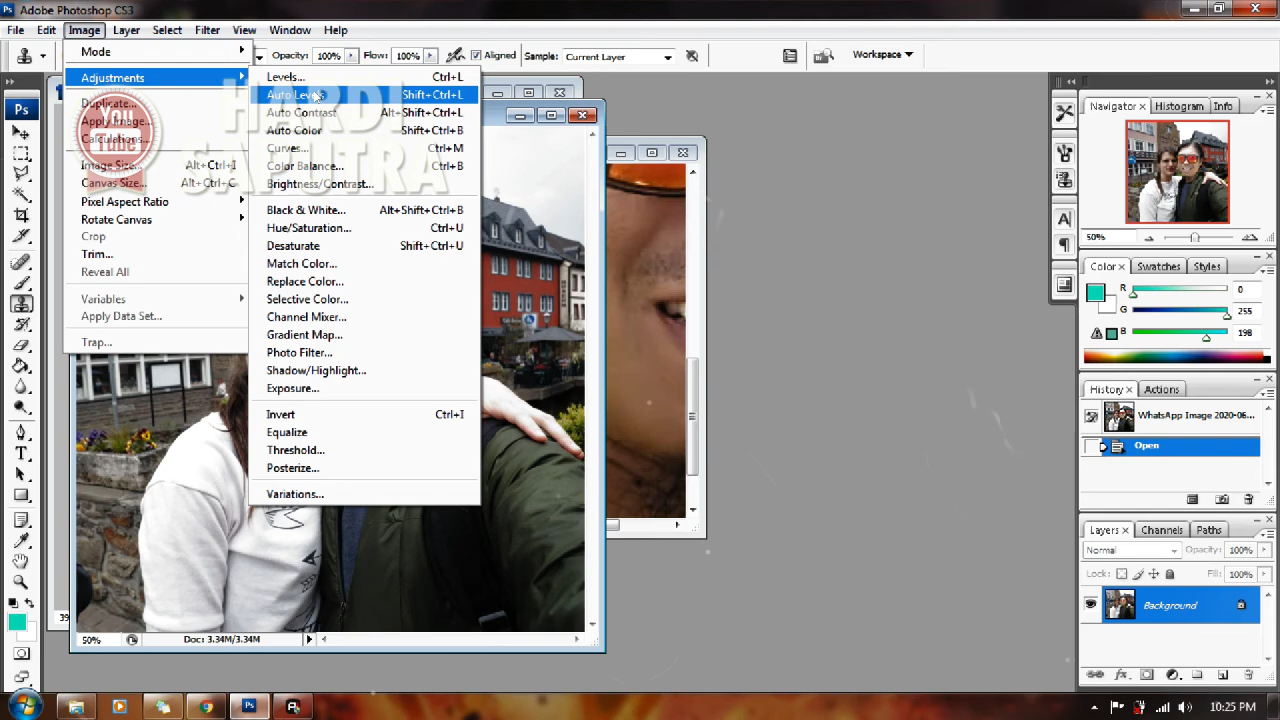 Adobe Photoshop CS3
File Edit Image Layer Select Filter View Window Help
Opacity: 100% Flow: 100% Aligned Sample: Current Layer Workspace
Mode
Adjustments
Duplicate...
Apply Image...
Calculations...
Image Size... Alt+Ctrl+I
Canvas Size... Alt+Ctrl+C
Pixel Aspect Ratio
Rotate Canvas
Crop
Trim...
Reveal All
Variables
Apply Data Set...
Trap...
Levels... Ctrl+L
Auto Levels Shift+Ctrl+L
Auto Contrast Alt+Shift+Ctrl+L
Auto Color Shift+Ctrl+B
Curves... Ctrl+M
Color Balance... Ctrl+B
Brightness/Contrast...
Black & White... Alt+Shift+Ctrl+B
Hue/Saturation... Ctrl+U
Desaturate Shift+Ctrl+U
Match Color...
Replace Color...
Selective Color...
Channel Mixer...
Gradient Map...
Photo Filter...
Shadow/Highlight...
Exposure...
Invert Ctrl+I
Equalize
Threshold...
Posterize...
Variations...
HARDI
SAPUTRA
YOU
Tube
Ps
T
39
50% Doc: 3.34M/3.34M
Navigator Histogram Info
50%
Color Swatches Styles
R 0
G 255
B 198
History Actions
WhatsApp Image 2020-06...
Open
Layers Channels Paths
Normal Opacity: 100%
Lock: Fill: 100%
Background
Ps
10:25 PM